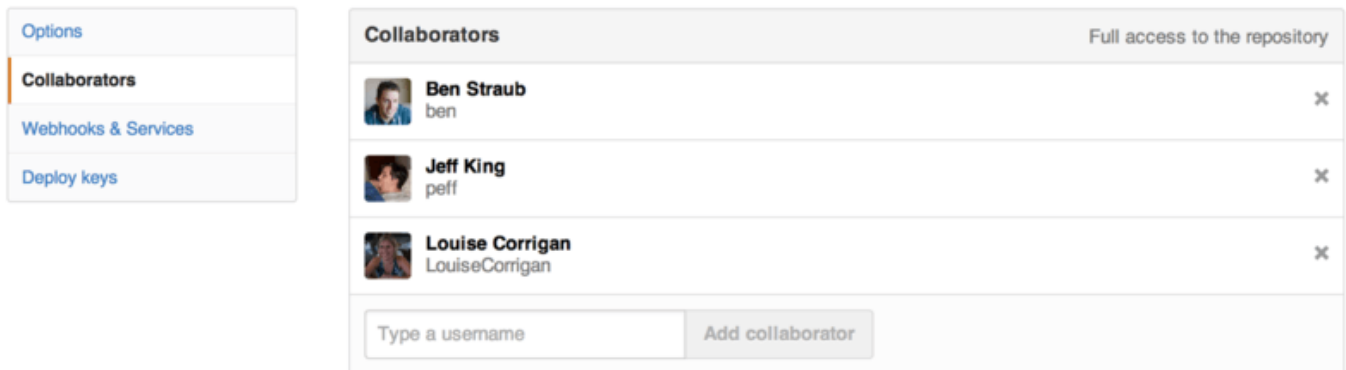 Options
Collaborators
Webhooks & Services
Deploy keys
Collaborators
Full access to the repository
Ben Straub
ben
Jeff King
peff
Louise Corrigan
LouiseCorrigan
Type a username
Add collaborator